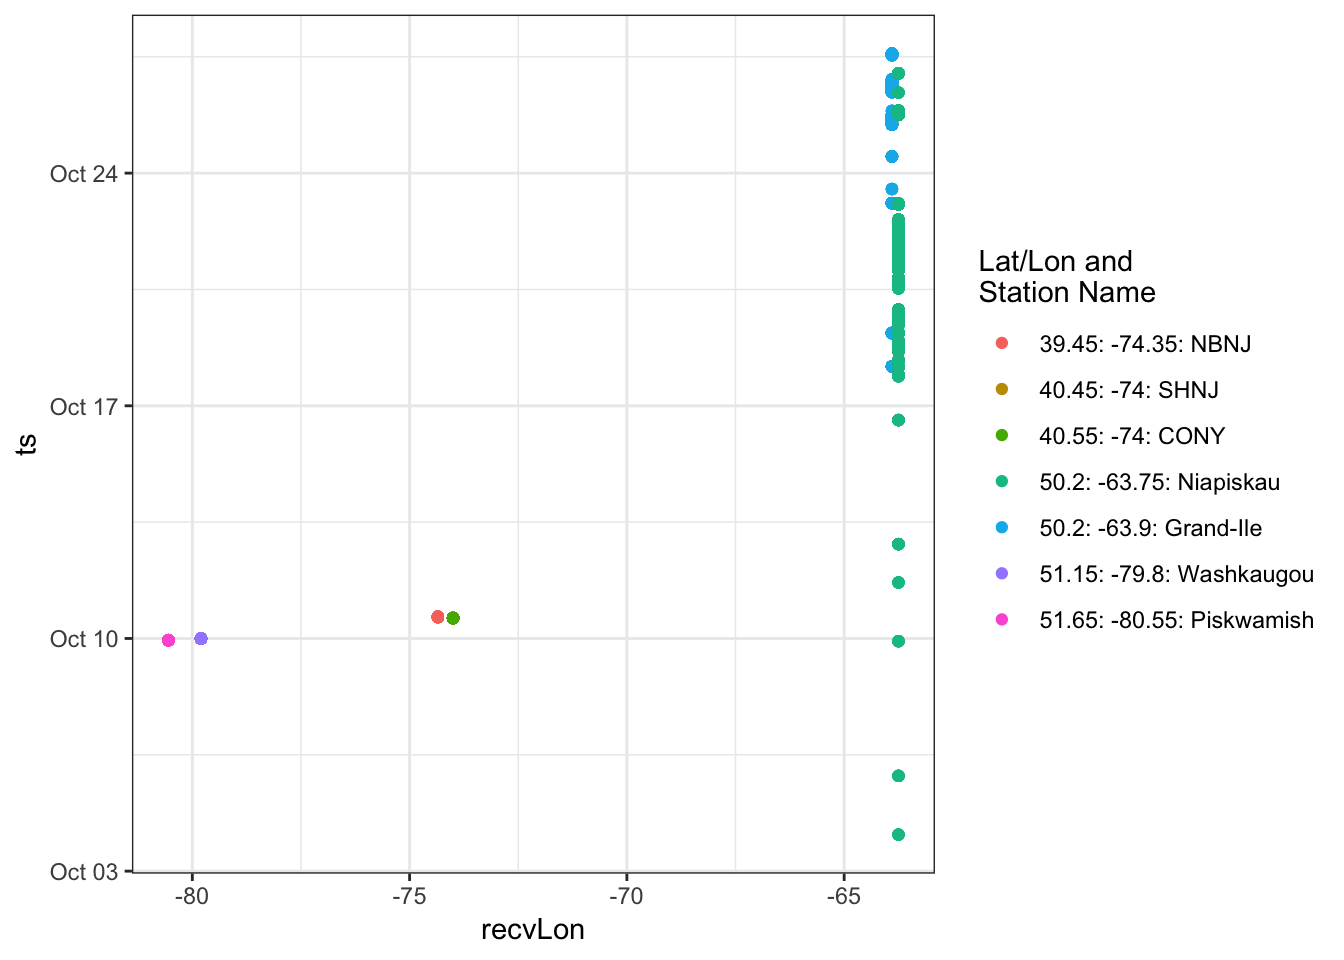 Oct 24
Oct 17
Oct 10
Oct 03
ts
-80
-75
-70
-65
recvLon
Lat/Lon and
Station Name
39.45: -74.35: NBNJ
40.45: -74: SHNJ
40.55: -74: CONY
50.2: -63.75: Niapiskau
50.2: -63.9: Grand-Ile
51.15: -79.8: Washkaugou
51.65: -80.55: Piskwamish